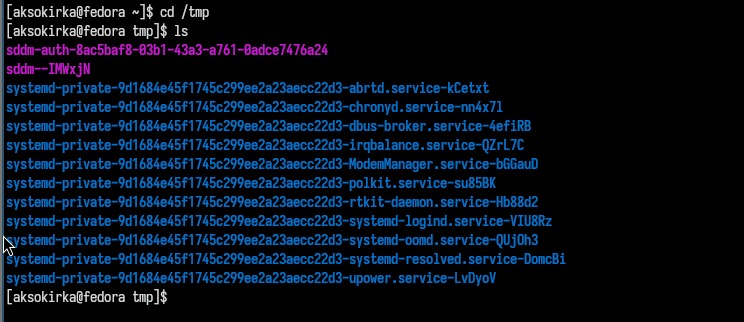 [aksokirka@fedora ~]$ cd /tmp
[aksokirka@fedora tmp]$ ls
sddm-auth-8ac5baf8-03b1-43a3-a761-0adce7476a24
sddm--IMWxjN
systemd-private-9d1684e45f1745c299ee2a23aecc22d3-abrtd.service-kCetxt
systemd-private-9d1684e45f1745c299ee2a23aecc22d3-chronyd.service-nn4x7l
systemd-private-9d1684e45f1745c299ee2a23aecc22d3-dbus-broker.service-4efiRB
systemd-private-9d1684e45f1745c299ee2a23aecc22d3-irqbalance.service-QZrL7C
systemd-private-9d1684e45f1745c299ee2a23aecc22d3-ModemManager.service-bGGauD
systemd-private-9d1684e45f1745c299ee2a23aecc22d3-polkit.service-su85BK
systemd-private-9d1684e45f1745c299ee2a23aecc22d3-rtkit-daemon.service-Hb88d2
systemd-private-9d1684e45f1745c299ee2a23aecc22d3-systemd-logind.service-VIU8Rz
systemd-private-9d1684e45f1745c299ee2a23aecc22d3-systemd-oomd.service-QUjOh3
systemd-private-9d1684e45f1745c299ee2a23aecc22d3-systemd-resolved.service-DomcBi
systemd-private-9d1684e45f1745c299ee2a23aecc22d3-upower.service-LvDyoV
[aksokirka@fedora tmp]$